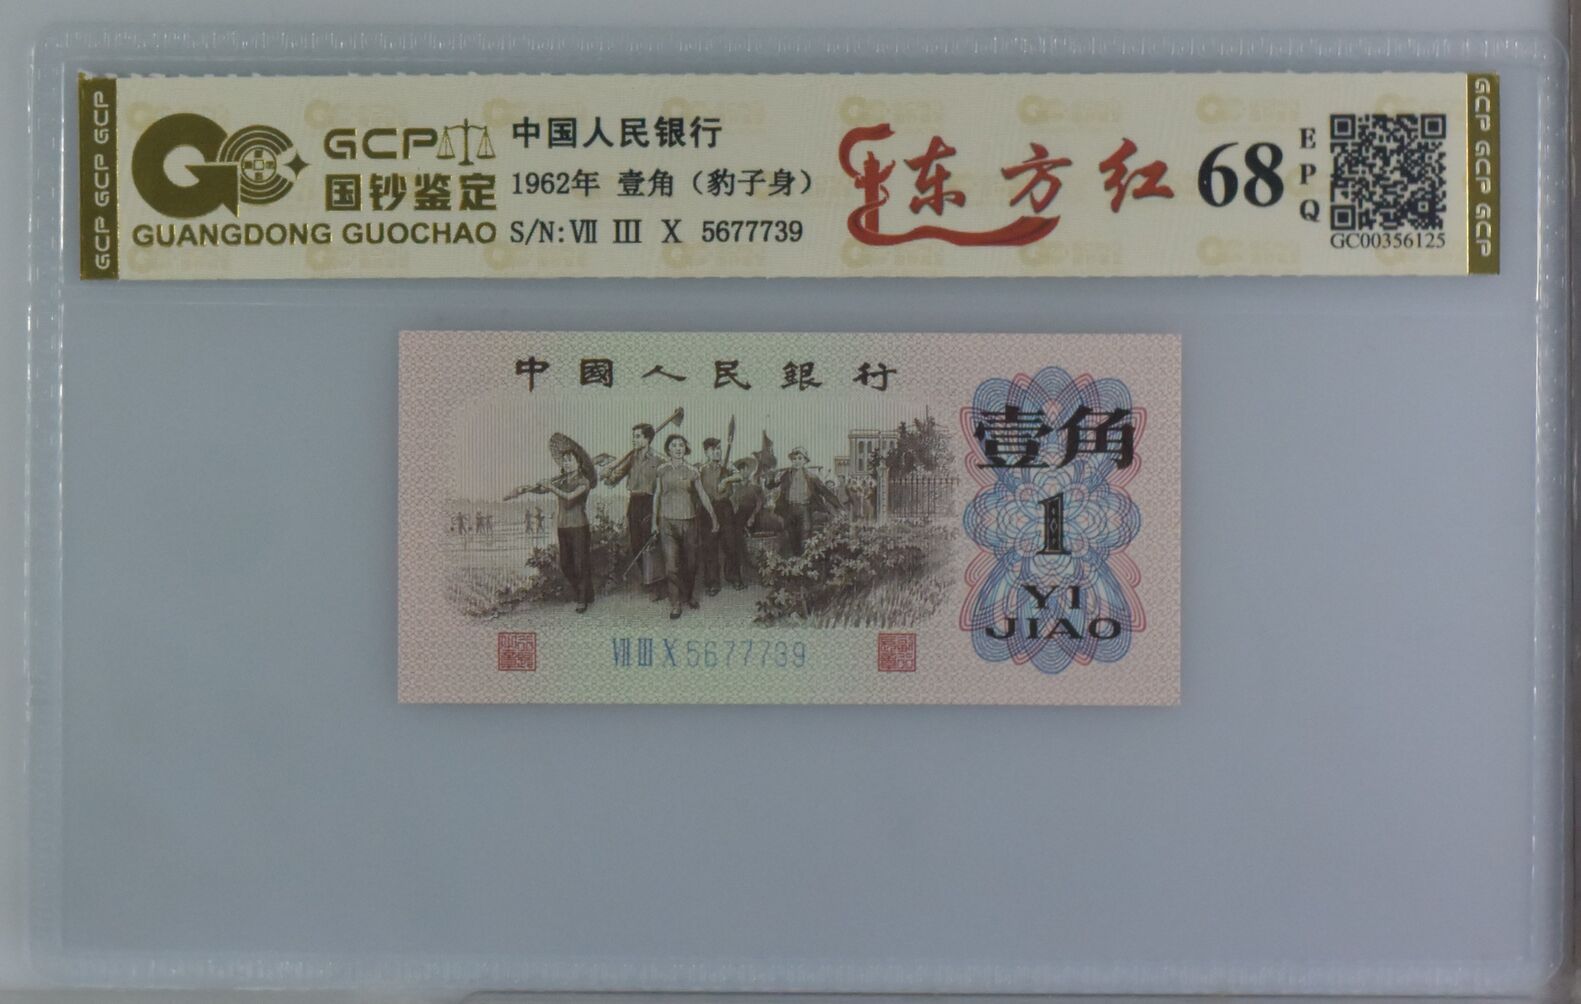 GCP GCP GCP
GCP
国钞鉴定
GUANGDONG GUOCHAO
中国人民银行
1962年 壹角（豹子身）
S/N:Ⅶ Ⅲ Ⅹ 5677739
东方红
68
EPQ
GC00356125
GCP GCP GCP
中國人民銀行
壹角
1
YI
JIAO
Ⅶ Ⅲ Ⅹ 5677739